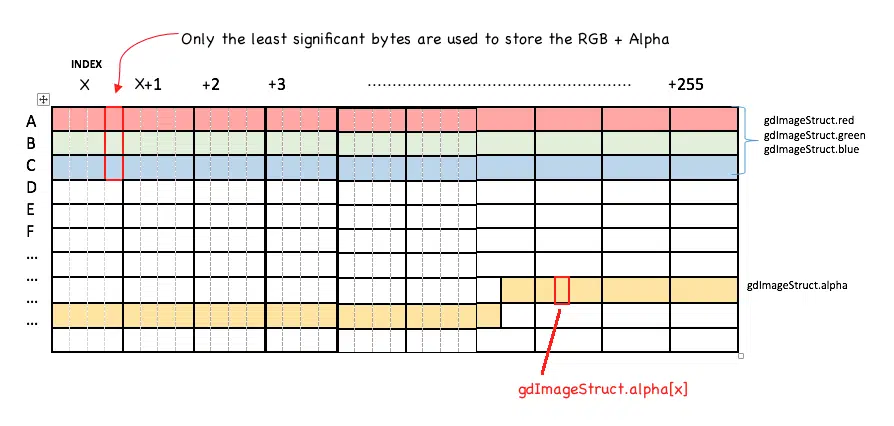 Only the least significant bytes are used to store the RGB + Alpha
INDEX
X X+1 +2 +3 ........................................................ +255
A
B
C
D
E
F
...
...
...
...
gdImageStruct.red
gdImageStruct.green
gdImageStruct.blue
gdImageStruct.alpha
gdImageStruct.alpha[x]